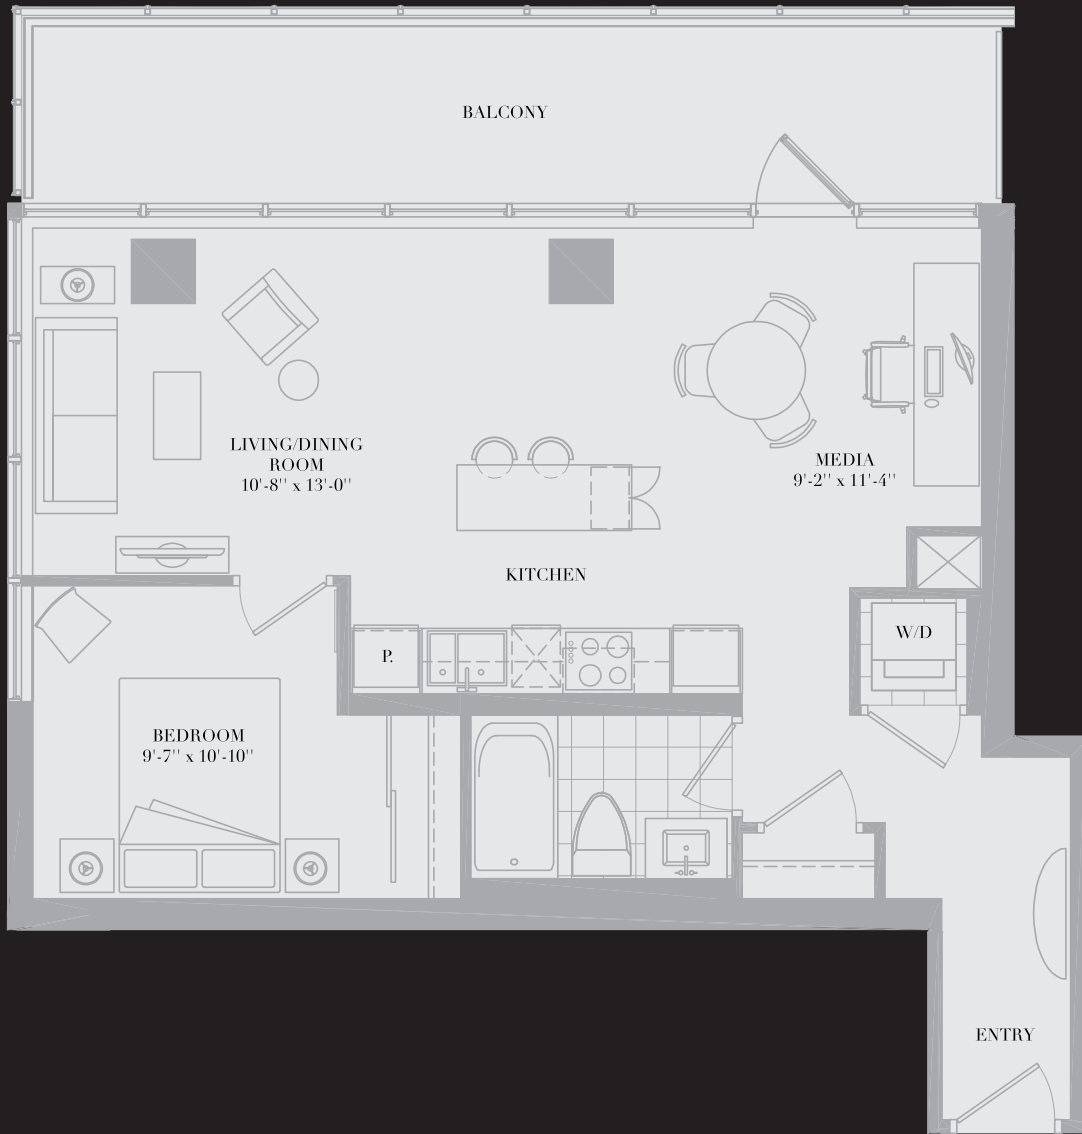 BALCONY
LIVING/DINING
ROOM
10'-8'' x 13'-0''
MEDIA
9'-2'' x 11'-4''
KITCHEN
W/D
P.
BEDROOM
9'-7'' x 10'-10''
ENTRY